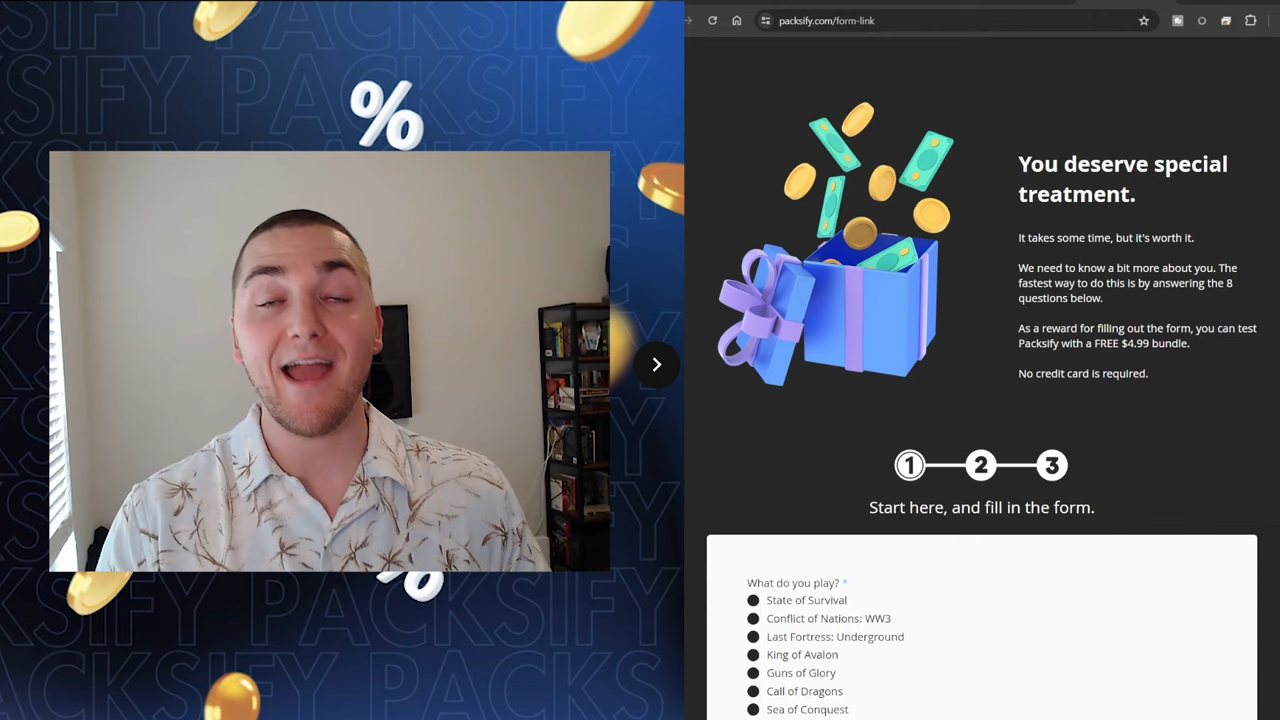 SIFY PACKSIFY
%
%
PACKSIFY
packsify.com/form-link
You deserve special
treatment.
It takes some time, but it's worth it.
We need to know a bit more about you. The
fastest way to do this is by answering the 8
questions below.
As a reward for filling out the form, you can test
Packsify with a FREE $4.99 bundle.
No credit card is required.
1 2 3
Start here, and fill in the form.
What do you play? *
State of Survival
Conflict of Nations: WW3
Last Fortress: Underground
King of Avalon
Guns of Glory
Call of Dragons
Sea of Conquest